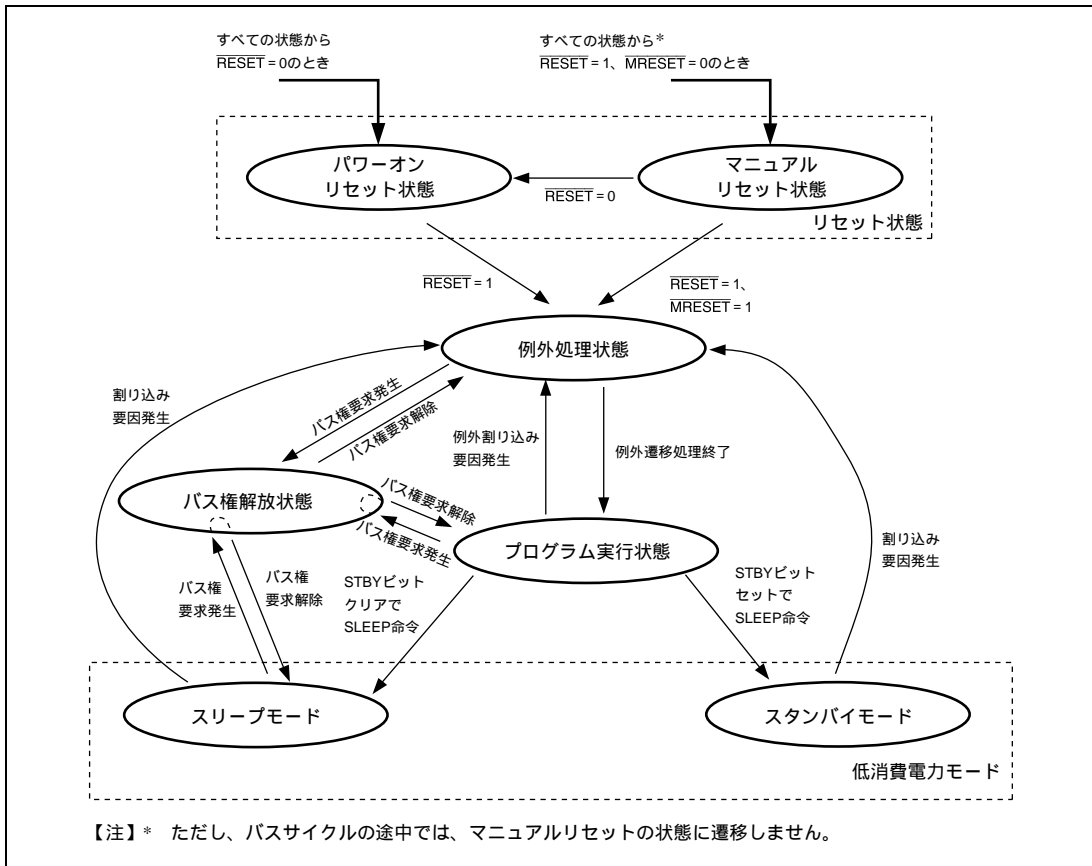 すべての状態から
RESET = 0のとき
すべての状態から*
RESET = 1、MRESET = 0のとき
パワーオン
リセット状態
マニュアル
リセット状態
RESET = 0
リセット状態
RESET = 1
RESET = 1、
MRESET = 1
例外処理状態
割り込み
要因発生
バス権要求発生
バス権要求解除
例外割り込み
要因発生
例外遷移処理終了
バス権解放状態
バス権要求解除
バス権要求発生
プログラム実行状態
割り込み
要因発生
バス権
要求発生
バス権
要求解除
STBYビット
クリアで
SLEEP命令
STBYビット
セットで
SLEEP命令
スリープモード
スタンバイモード
低消費電力モード
【注】* ただし、バスサイクルの途中では、マニュアルリセットの状態に遷移しません。